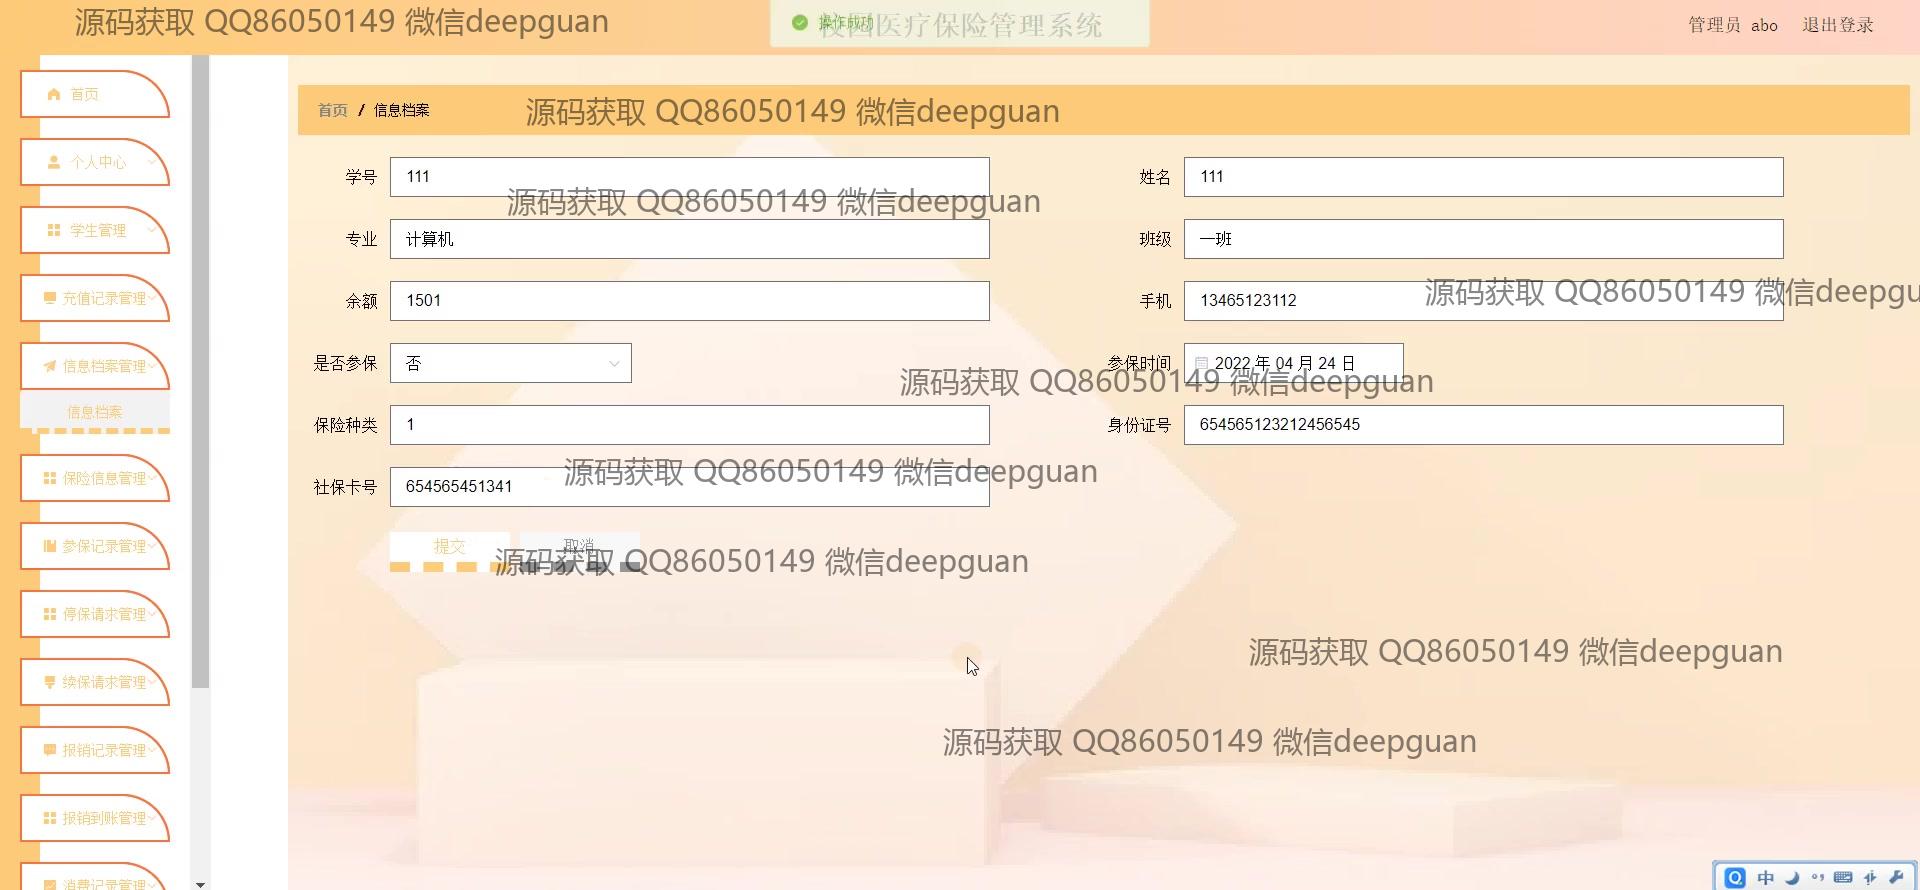 源码获取 QQ86050149 微信deepguan
操作成功
校园医疗保险管理系统
管理员 abo 退出登录
首页
个人中心
学生管理
充值记录管理
信息档案管理
信息档案
保险信息管理
参保记录管理
停保请求管理
续保请求管理
报销记录管理
报销到账管理
消费记录管理
首页 / 信息档案
源码获取 QQ86050149 微信deepguan
学号 111
姓名 111
源码获取 QQ86050149 微信deepguan
专业 计算机
班级 一班
余额 1501
手机 13465123112
源码获取 QQ86050149 微信deepgu
是否参保 否
参保时间 2022 年 04 月 24 日
源码获取 QQ86050149 微信deepguan
保险种类 1
身份证号 654565123212456545
社保卡号 654565451341
源码获取 QQ86050149 微信deepguan
提交 取消
源码获取 QQ86050149 微信deepguan
源码获取 QQ86050149 微信deepguan
源码获取 QQ86050149 微信deepguan
中